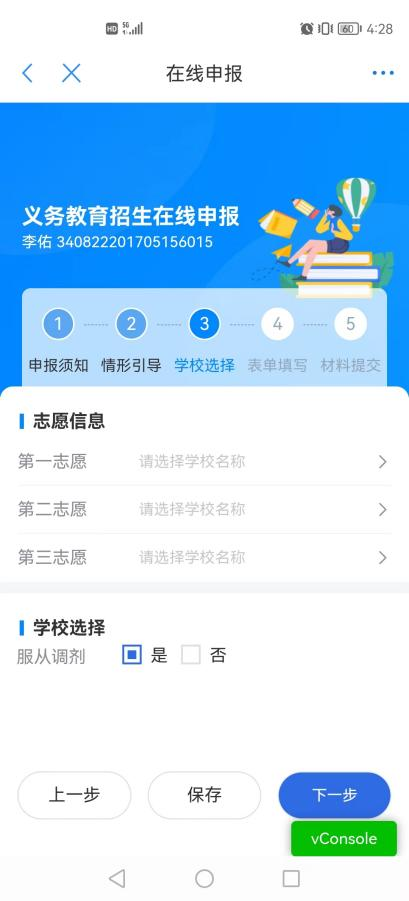 HD 5G 60 4:28
在线申报
义务教育招生在线申报
李佑 340822201705156015
1 2 3 4 5
申报须知 情形引导 学校选择 表单填写 材料提交
志愿信息
第一志愿 请选择学校名称
第二志愿 请选择学校名称
第三志愿 请选择学校名称
学校选择
服从调剂 是 否
上一步 保存 下一步
vConsole